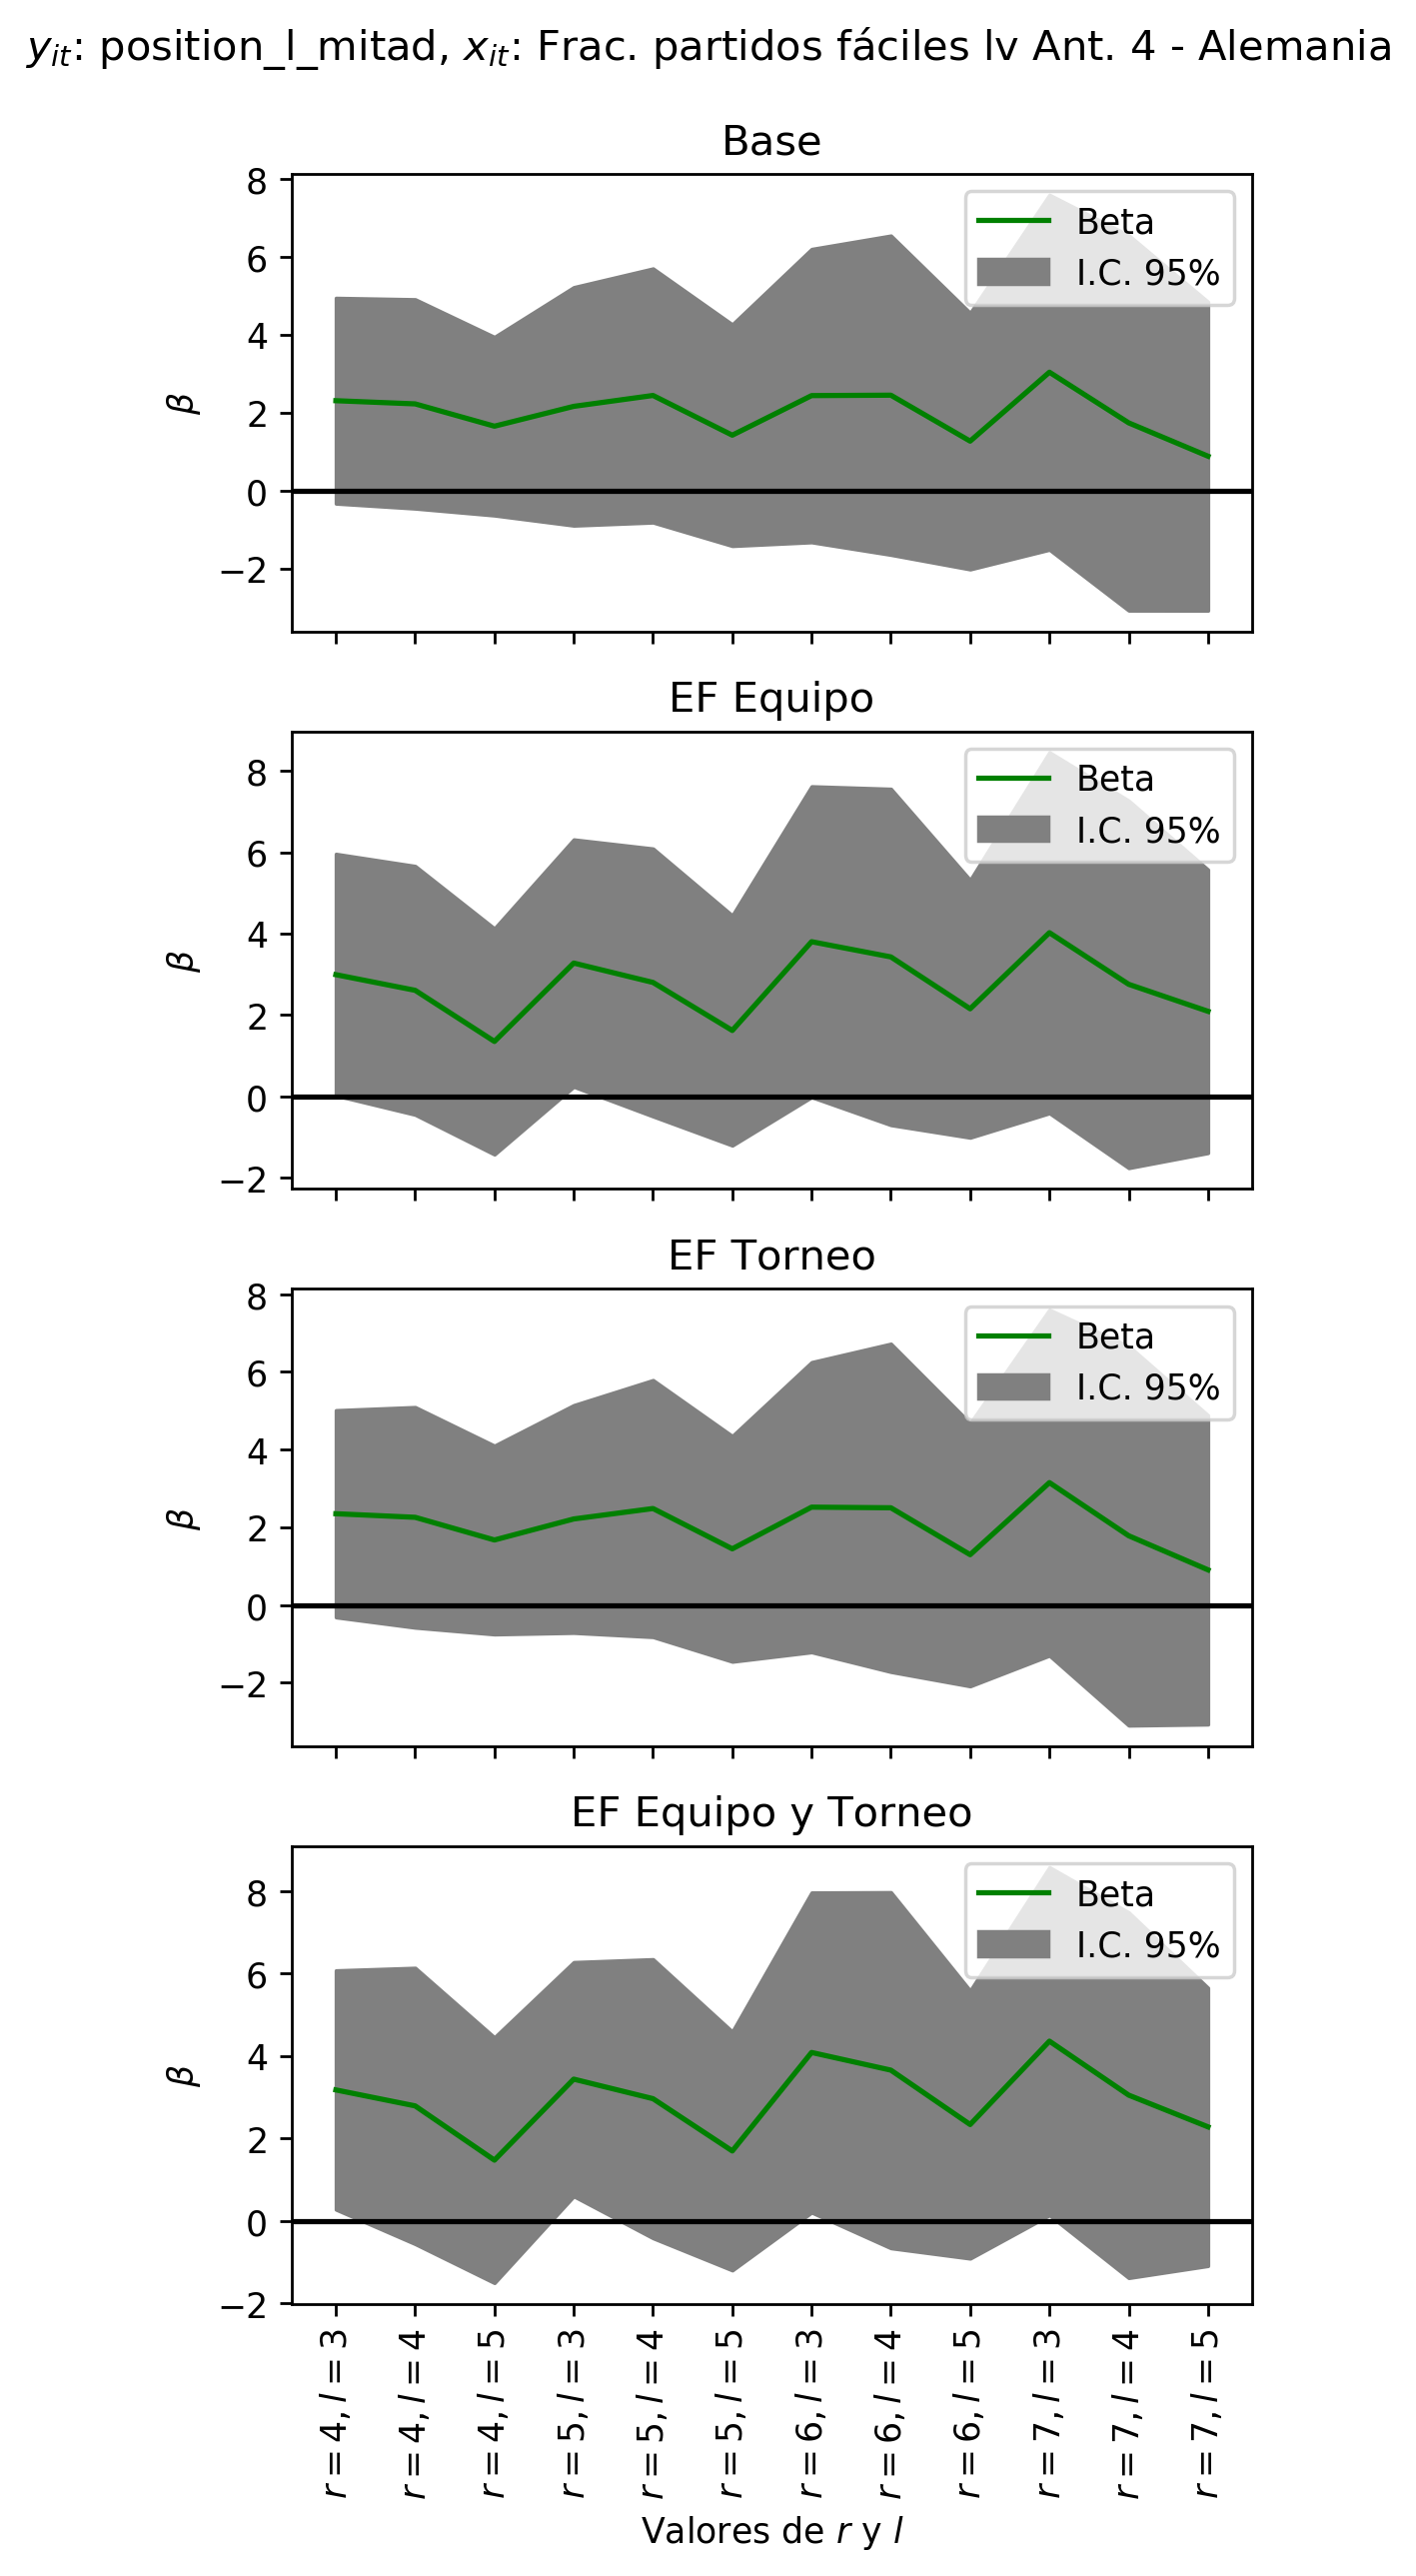 y_it: position_l_mitad, x_it: Frac. partidos fáciles lv Ant. 4 - Alemania
Base
8
6
4
2
0
−2
β
Beta
I.C. 95%
EF Equipo
8
6
4
2
0
−2
β
Beta
I.C. 95%
EF Torneo
8
6
4
2
0
−2
β
Beta
I.C. 95%
EF Equipo y Torneo
8
6
4
2
0
−2
β
Beta
I.C. 95%
r = 4, l = 3
r = 4, l = 4
r = 4, l = 5
r = 5, l = 3
r = 5, l = 4
r = 5, l = 5
r = 6, l = 3
r = 6, l = 4
r = 6, l = 5
r = 7, l = 3
r = 7, l = 4
r = 7, l = 5
Valores de r y l